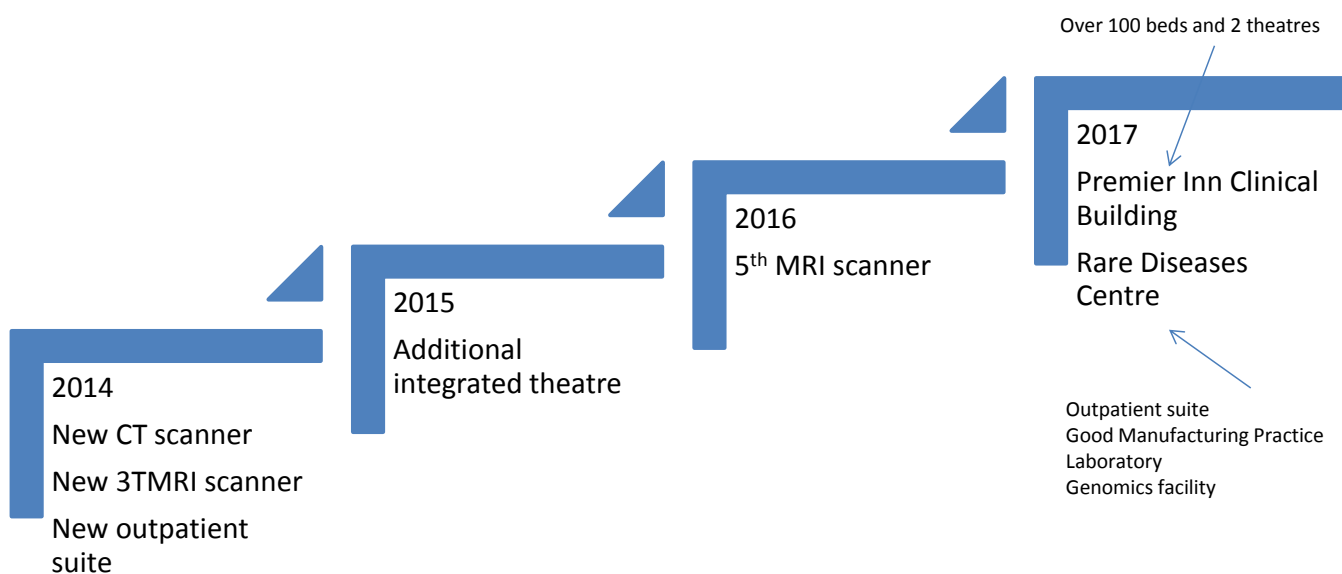 Over 100 beds and 2 theatres
2014
New CT scanner
New 3TMRI scanner
New outpatient
suite
2015
Additional
integrated theatre
2016
5th MRI scanner
2017
Premier Inn Clinical
Building
Rare Diseases
Centre
Outpatient suite
Good Manufacturing Practice
Laboratory
Genomics facility